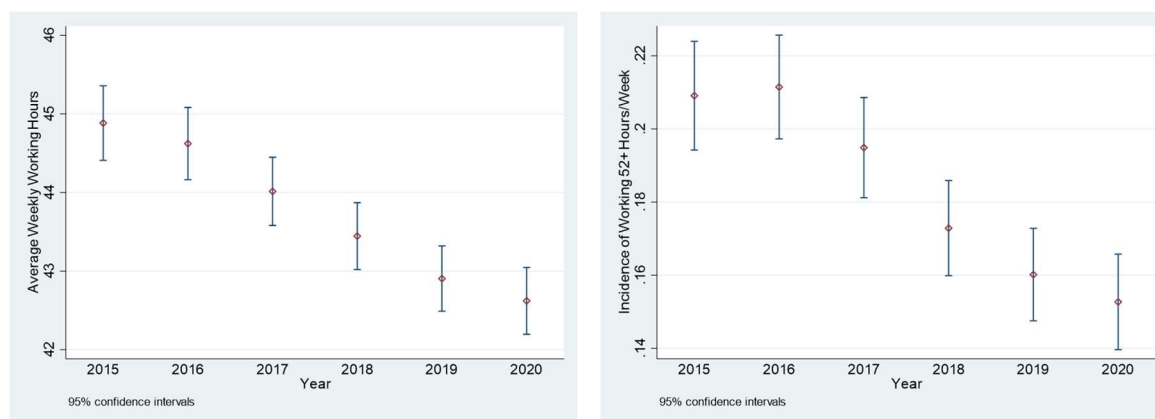 Average Weekly Working Hours
46
45
44
43
42
2015 2016 2017 2018 2019 2020
Year
95% confidence intervals
Incidence of Working 52+ Hours/Week
.22
.2
.18
.16
.14
2015 2016 2017 2018 2019 2020
Year
95% confidence intervals